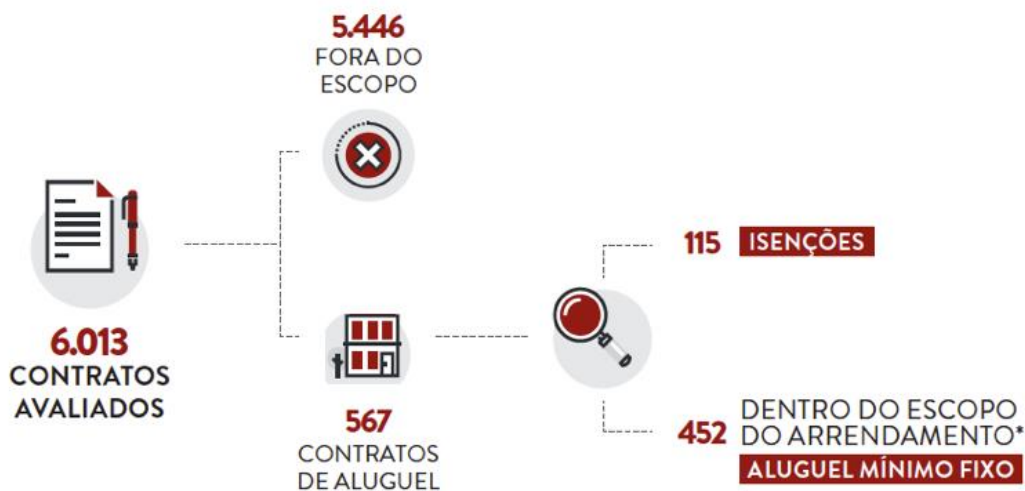 5.446
FORA DO
ESCOPO
6.013
CONTRATOS
AVALIADOS
567
CONTRATOS
DE ALUGUEL
115 ISENÇÕES
452 DENTRO DO ESCOPO
DO ARRENDAMENTO*
ALUGUEL MÍNIMO FIXO